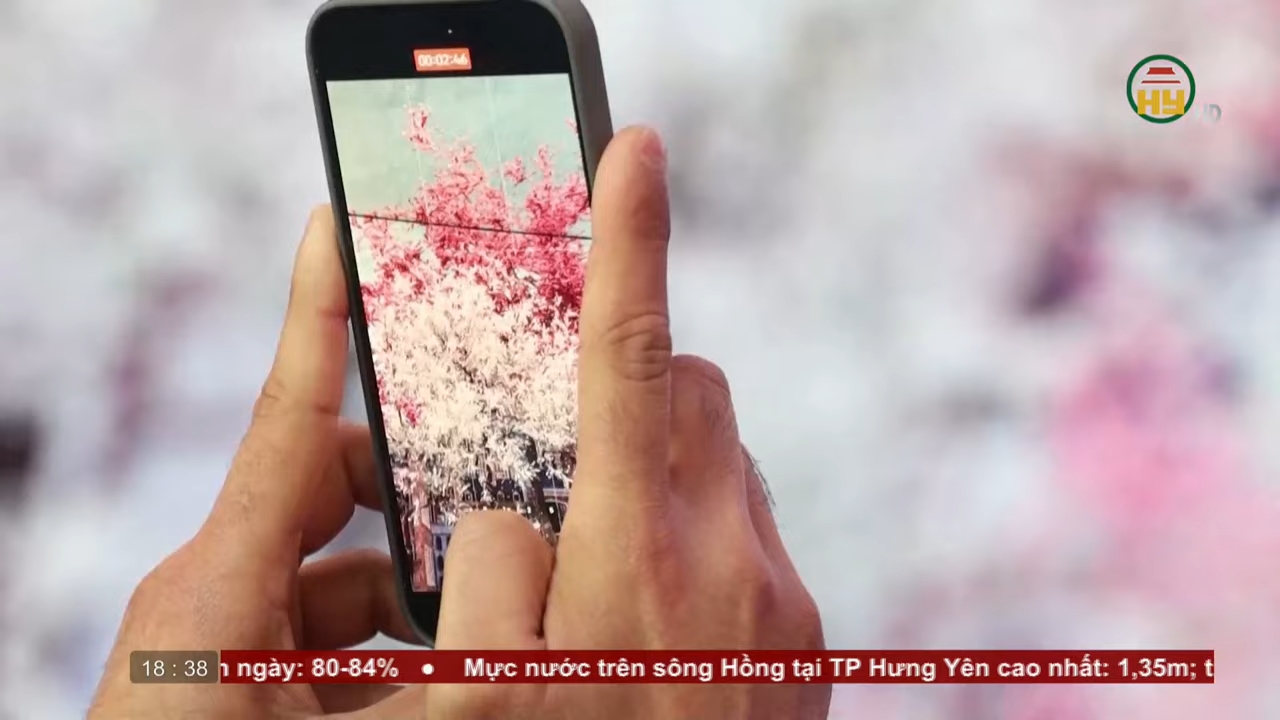 00:02:46
HY
18 : 38
ngày: 80-84% ● Mực nước trên sông Hồng tại TP Hưng Yên cao nhất: 1,35m; t